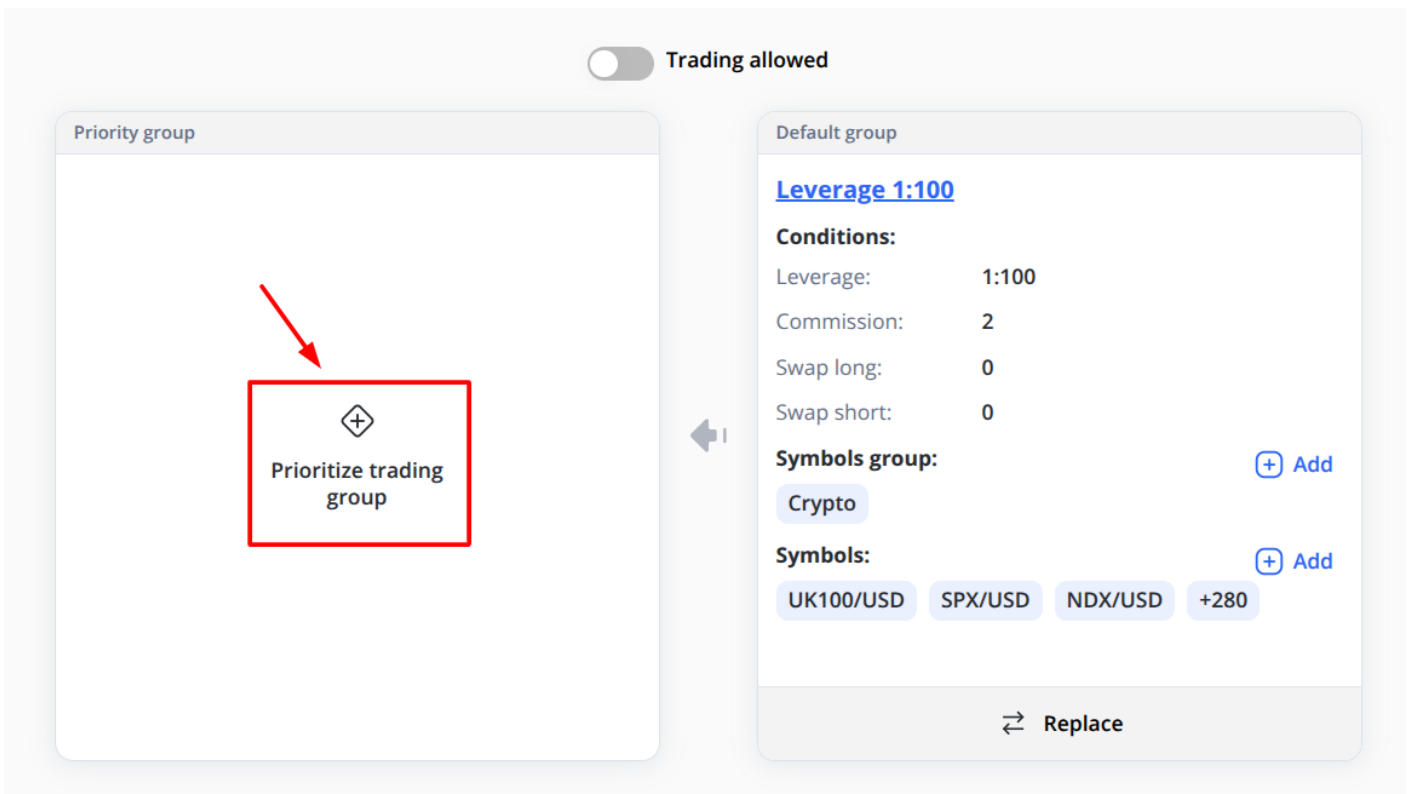 Trading allowed
Priority group
Prioritize trading
group
Default group
Leverage 1:100
Conditions:
Leverage: 1:100
Commission: 2
Swap long: 0
Swap short: 0
Symbols group: Add
Crypto
Symbols: Add
UK100/USD SPX/USD NDX/USD +280
Replace